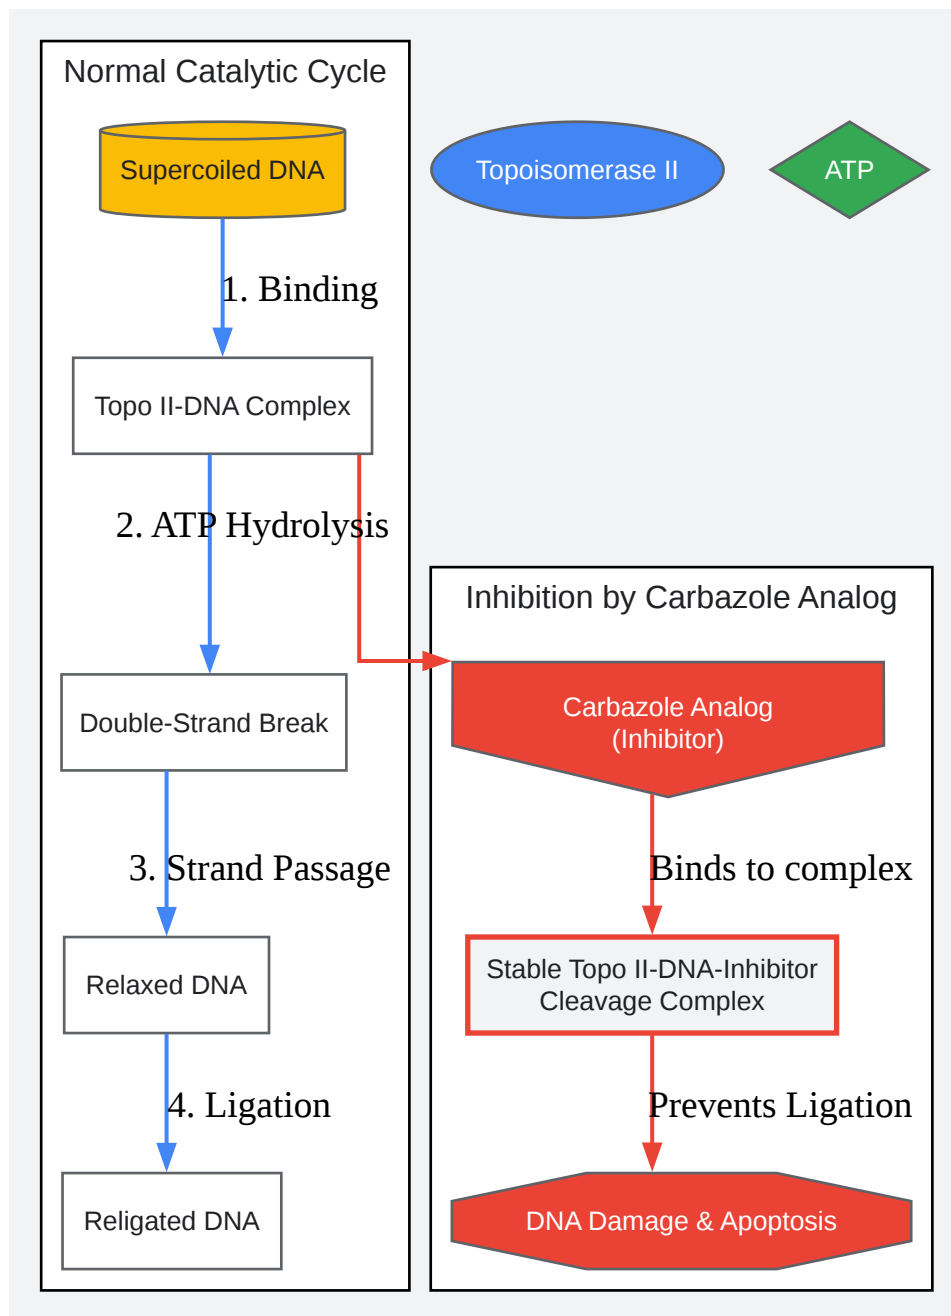 Normal Catalytic Cycle
Supercoiled DNA
Topoisomerase II
ATP
1. Binding
Topo II-DNA Complex
2. ATP Hydrolysis
Double-Strand Break
3. Strand Passage
Relaxed DNA
4. Ligation
Religated DNA
Inhibition by Carbazole Analog
Carbazole Analog
(Inhibitor)
Binds to complex
Stable Topo II-DNA-Inhibitor
Cleavage Complex
Prevents Ligation
DNA Damage & Apoptosis